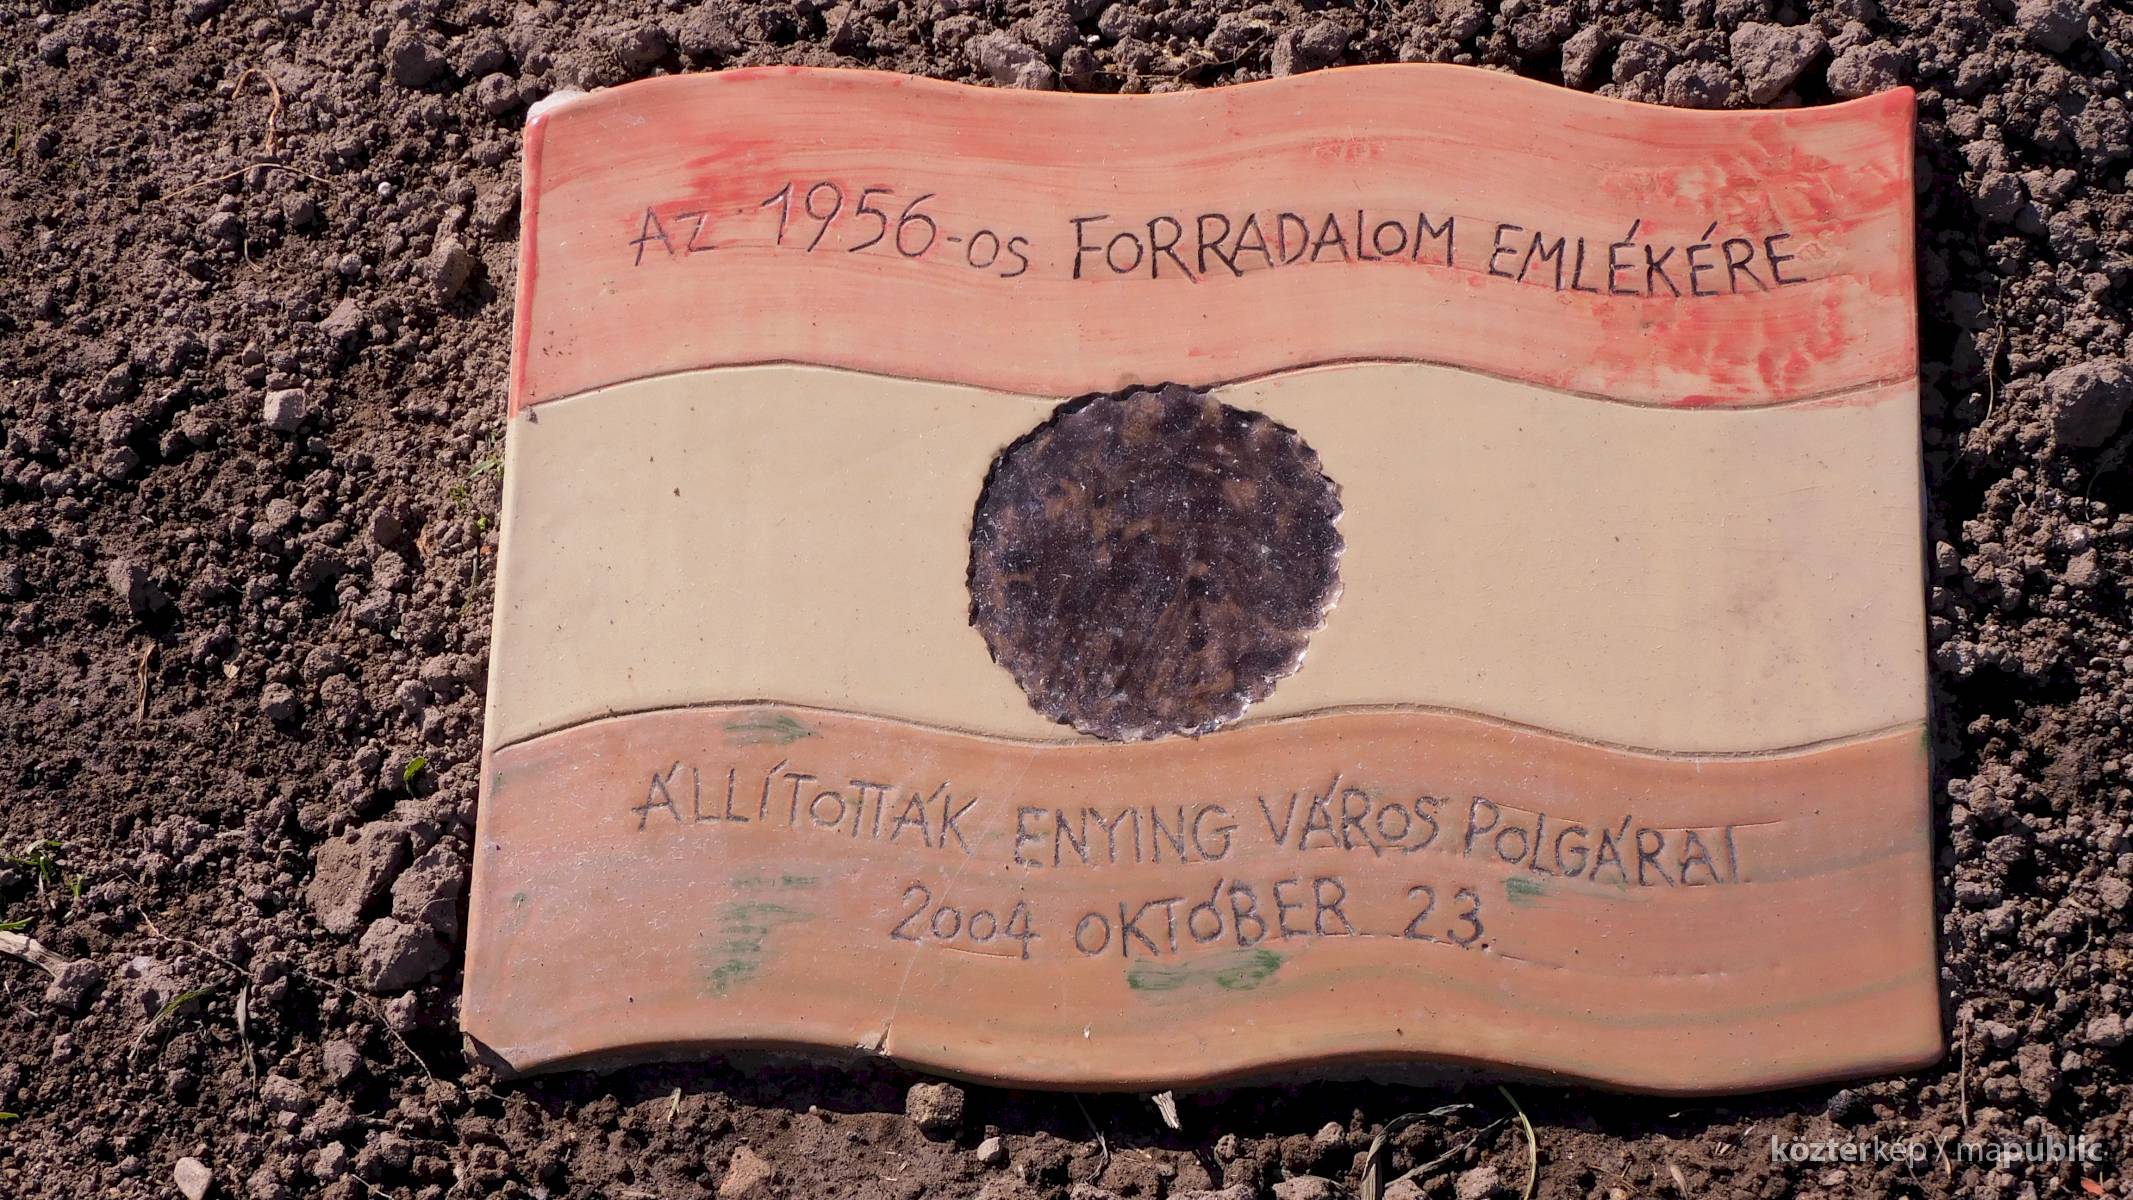 Az 1956-os FORRADALOM EMLÉKÉRE
ÁLLÍTOTTÁK ENYING VÁROS POLGÁRAI
2004 OKTÓBER 23.
köztérkép / mapublic